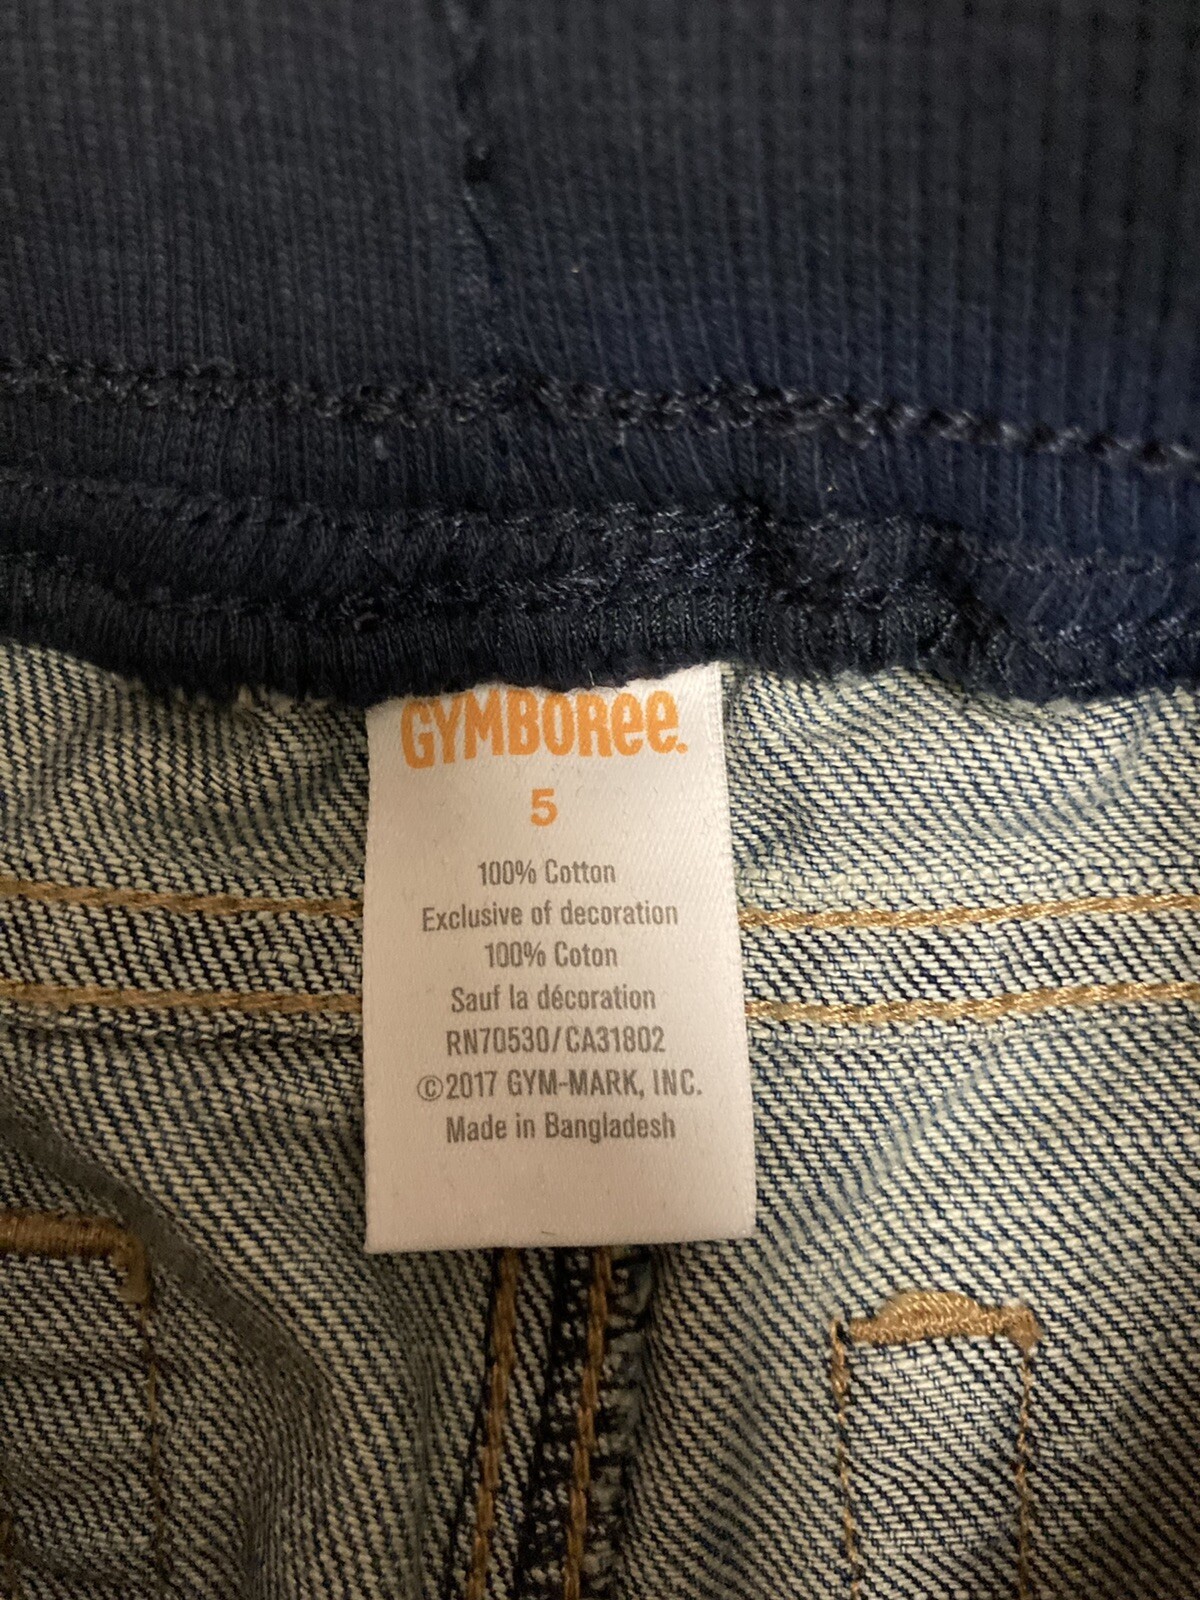 GYMBOREE.
5
100% Cotton
Exclusive of decoration
100% Coton
Sauf la décoration
RN70530/CA31802
©2017 GYM-MARK, INC.
Made in Bangladesh